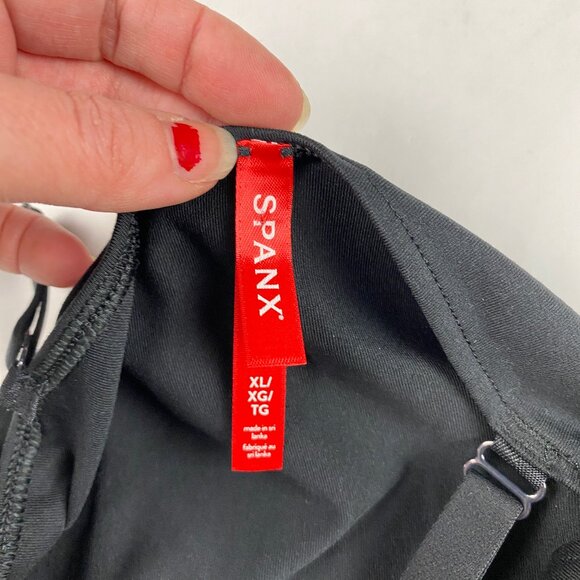 SPANX®
XL/
XG/
TG
made in sri
lanka
fabriqué au
sri lanka